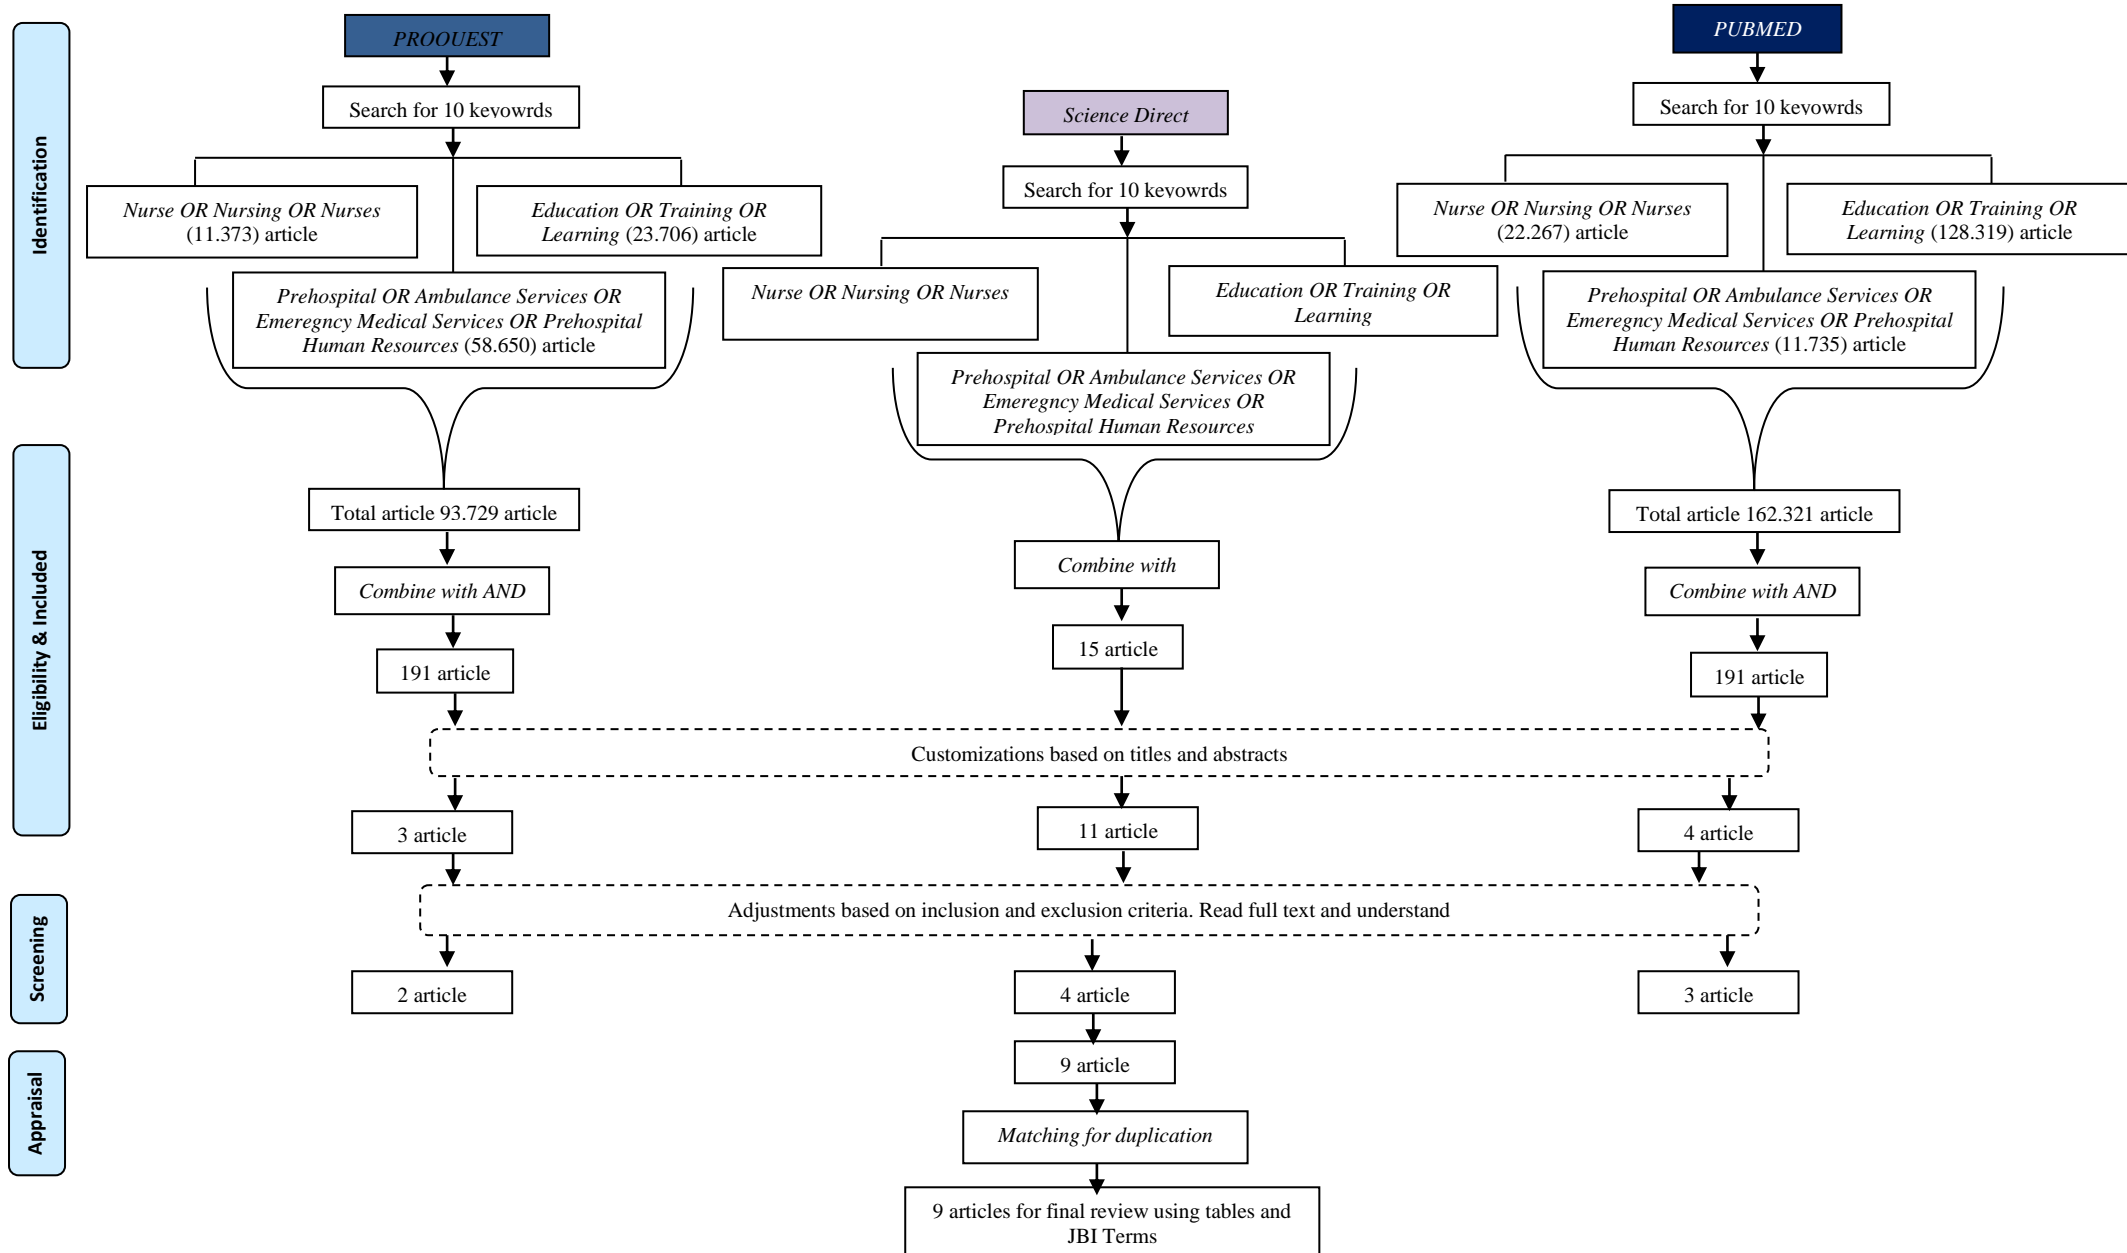 Identification
Eligibility & Included
Screening
Appraisal
PROQUEST
Search for 10 keyowrds
Nurse OR Nursing OR Nurses
(11.373) article
Education OR Training OR
Learning (23.706) article
Prehospital OR Ambulance Services OR
Emeregncy Medical Services OR Prehospital
Human Resources (58.650) article
Total article 93.729 article
Combine with AND
191 article
Science Direct
Search for 10 keyowrds
Nurse OR Nursing OR Nurses
Education OR Training OR
Learning
Prehospital OR Ambulance Services OR
Emeregncy Medical Services OR
Prehospital Human Resources
Combine with
15 article
PUBMED
Search for 10 keyowrds
Nurse OR Nursing OR Nurses
(22.267) article
Education OR Training OR
Learning (128.319) article
Prehospital OR Ambulance Services OR
Emeregncy Medical Services OR Prehospital
Human Resources (11.735) article
Total article 162.321 article
Combine with AND
191 article
Customizations based on titles and abstracts
3 article
11 article
4 article
Adjustments based on inclusion and exclusion criteria. Read full text and understand
2 article
4 article
3 article
9 article
Matching for duplication
9 articles for final review using tables and
JBI Terms